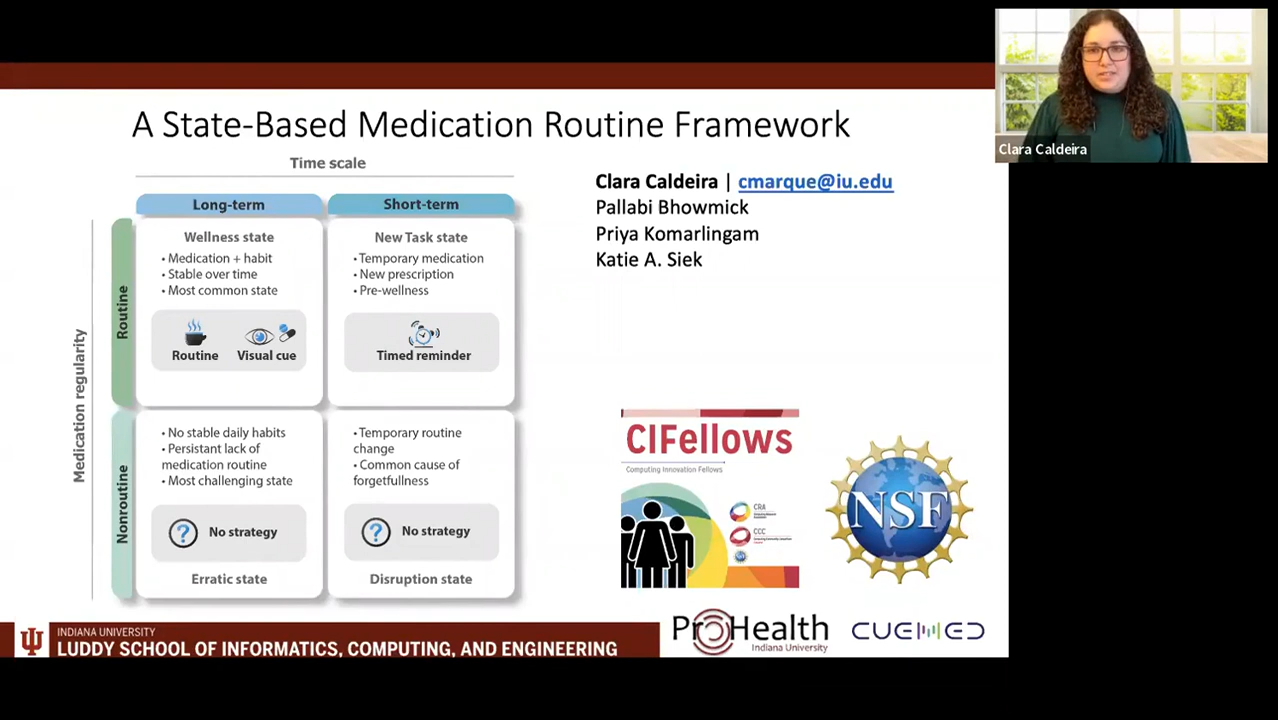 A State-Based Medication Routine Framework
Time scale
Long-term
Short-term
Medication regularity
Routine
Wellness state
• Medication + habit
• Stable over time
• Most common state
Routine
Visual cue
New Task state
• Temporary medication
• New prescription
• Pre-wellness
Timed reminder
Nonroutine
• No stable daily habits
• Persistant lack of
medication routine
• Most challenging state
? No strategy
Erratic state
• Temporary routine
change
• Common cause of
forgetfullness
? No strategy
Disruption state
Clara Caldeira | cmarque@iu.edu
Pallabi Bhowmick
Priya Komarlingam
Katie A. Siek
Clara Caldeira
CIFellows
Computing Innovation Fellows
CRA
CCC
NSF
INDIANA UNIVERSITY
LUDDY SCHOOL OF INFORMATICS, COMPUTING, AND ENGINEERING
ProHealth
Indiana University
CUEMED